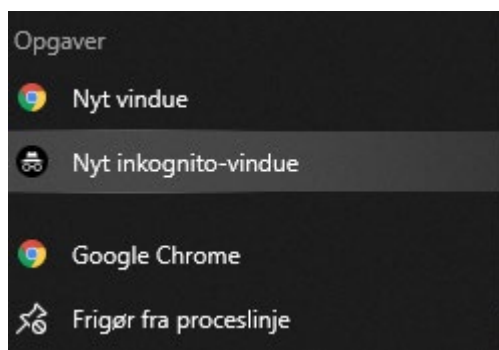 Opgaver
Nyt vindue
Nyt inkognito-vindue
Google Chrome
Frigør fra proceslinje